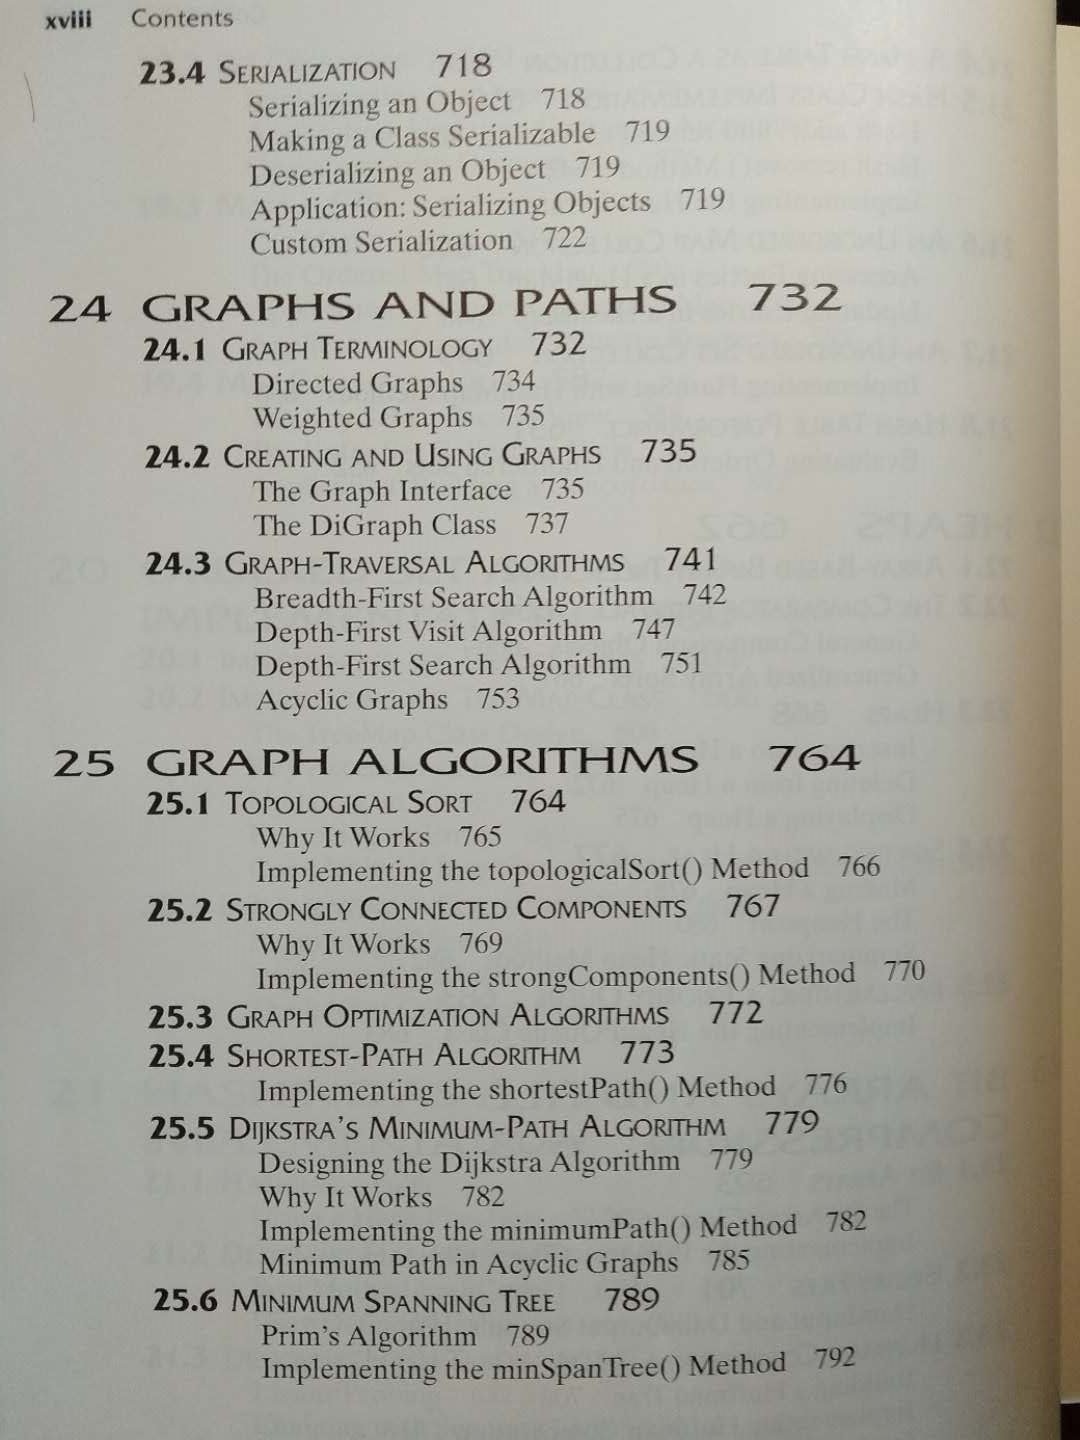 xviii Contents
23.4 SERIALIZATION 718
Serializing an Object 718
Making a Class Serializable 719
Deserializing an Object 719
Application: Serializing Objects 719
Custom Serialization 722
24 GRAPHS AND PATHS 732
24.1 GRAPH TERMINOLOGY 732
Directed Graphs 734
Weighted Graphs 735
24.2 CREATING AND USING GRAPHS 735
The Graph Interface 735
The DiGraph Class 737
24.3 GRAPH-TRAVERSAL ALGORITHMS 741
Breadth-First Search Algorithm 742
Depth-First Visit Algorithm 747
Depth-First Search Algorithm 751
Acyclic Graphs 753
25 GRAPH ALGORITHMS 764
25.1 TOPOLOGICAL SORT 764
Why It Works 765
Implementing the topologicalSort() Method 766
25.2 STRONGLY CONNECTED COMPONENTS 767
Why It Works 769
Implementing the strongComponents() Method 770
25.3 GRAPH OPTIMIZATION ALGORITHMS 772
25.4 SHORTEST-PATH ALGORITHM 773
Implementing the shortestPath() Method 776
25.5 DIJKSTRA'S MINIMUM-PATH ALGORITHM 779
Designing the Dijkstra Algorithm 779
Why It Works 782
Implementing the minimumPath() Method 782
Minimum Path in Acyclic Graphs 785
25.6 MINIMUM SPANNING TREE 789
Prim's Algorithm 789
Implementing the minSpanTree() Method 792